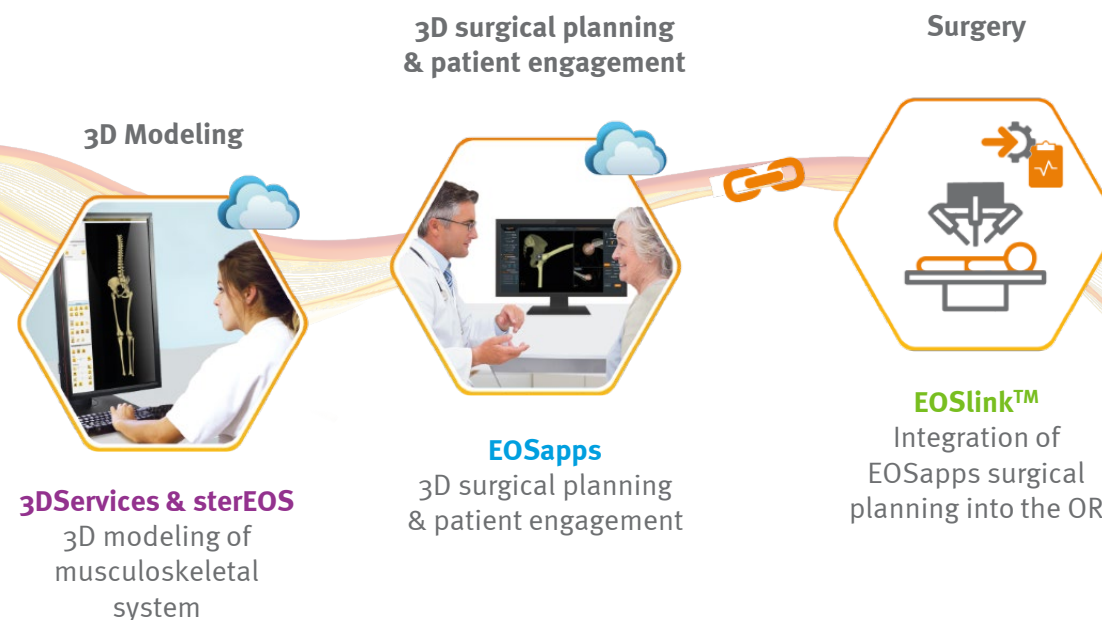 3D Modeling
3DServices & sterEOS
3D modeling of
musculoskeletal
system
3D surgical planning
& patient engagement
EOSapps
3D surgical planning
& patient engagement
Surgery
EOSlink™
Integration of
EOSapps surgical
planning into the OR